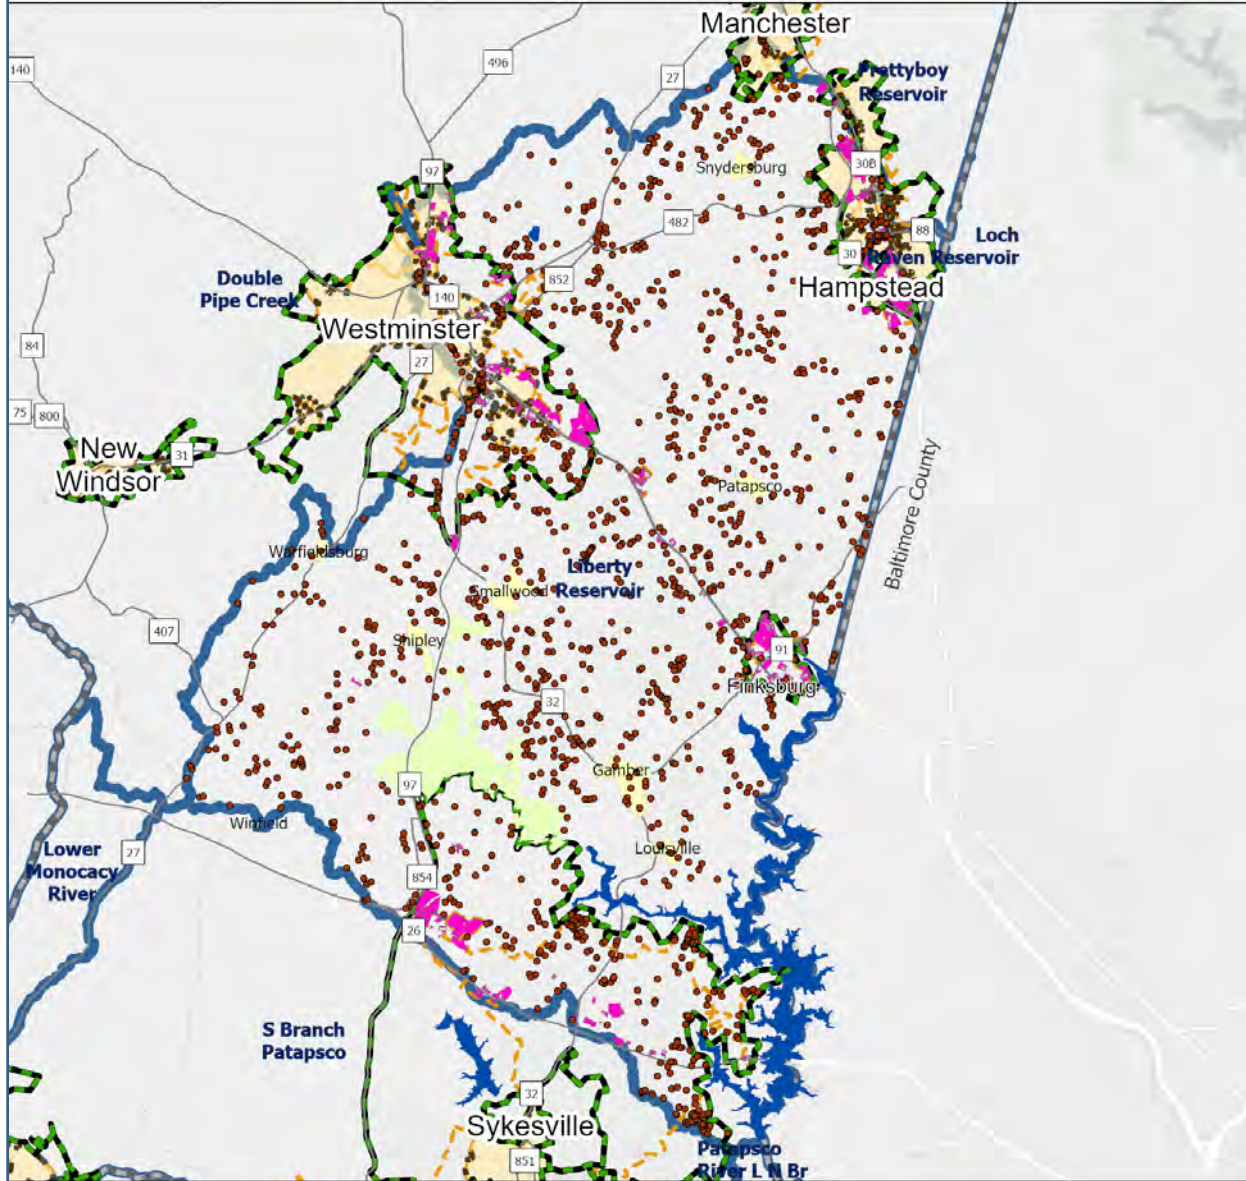 Manchester
140
496
27
Prettyboy
Reservoir
97
30B
Snydersburg
482
88
Loch
Raven Reservoir
30
Double
Pipe Creek
852
Hampstead
140
Westminster
84
27
75
800
New
Windsor
31
Baltimore County
Patapsco
Warfieldsburg
Liberty
Reservoir
Smallwood
407
Shipley
91
Finksburg
32
Gamber
97
Winfield
Lower
Monocacy
River
27
Louisville
854
26
S Branch
Patapsco
32
Sykesville
Patapsco
River L N Br
851